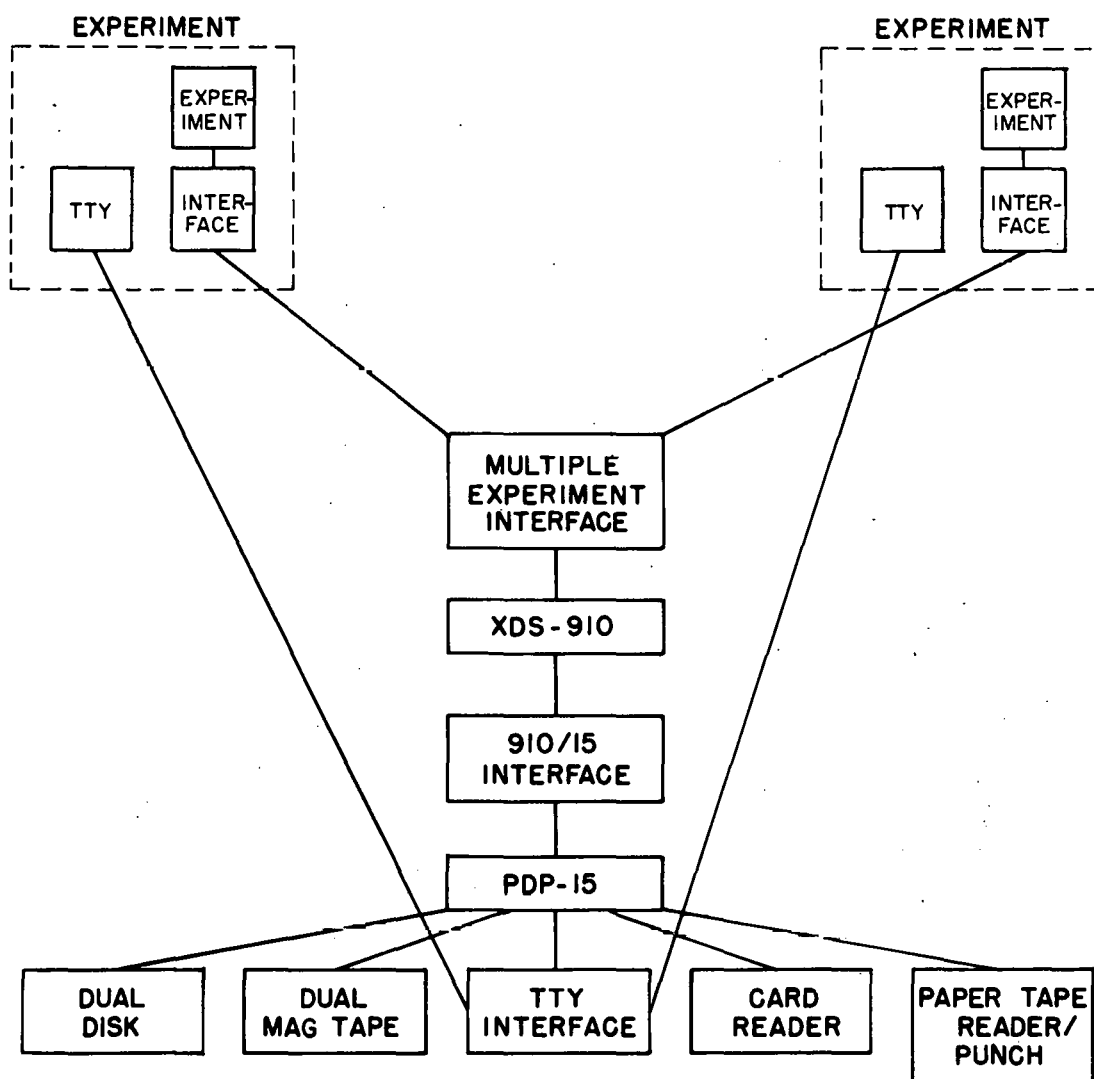 EXPERIMENT
EXPERIMENT
EXPER-
IMENT
EXPER-
IMENT
TTY
INTER-
FACE
TTY
INTER-
FACE
MULTIPLE
EXPERIMENT
INTERFACE
XDS-910
910/15
INTERFACE
PDP-15
DUAL
DISK
DUAL
MAG TAPE
TTY
INTERFACE
CARD
READER
PAPER TAPE
READER/
PUNCH